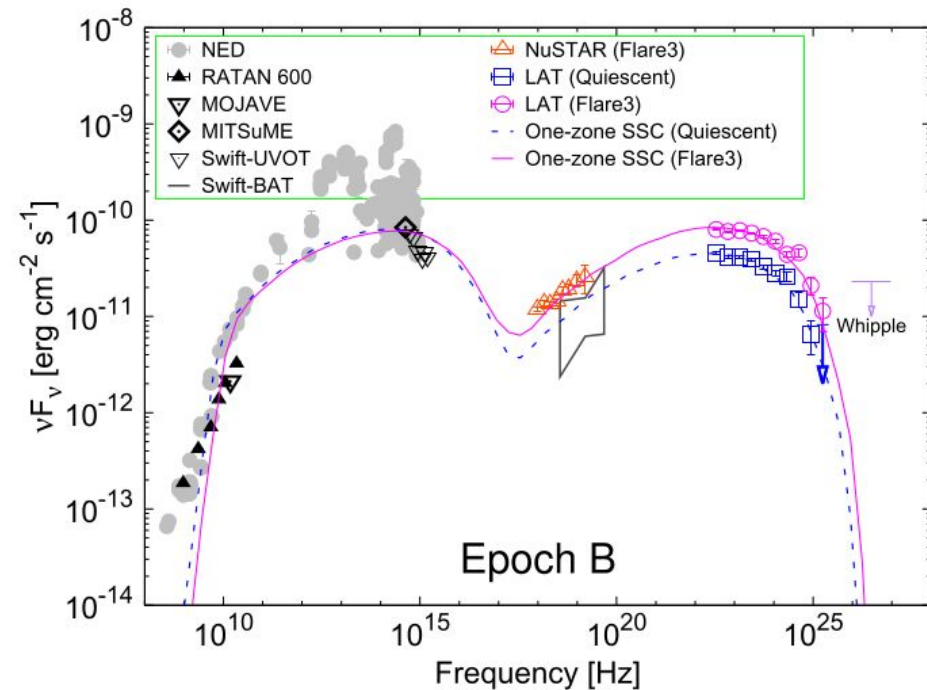 10^-8
10^-9
10^-10
10^-11
10^-12
10^-13
10^-14
νFν [erg cm^-2 s^-1]
NED
RATAN 600
MOJAVE
MITSuME
Swift-UVOT
Swift-BAT
NuSTAR (Flare3)
LAT (Quiescent)
LAT (Flare3)
One-zone SSC (Quiescent)
One-zone SSC (Flare3)
Whipple
Epoch B
10^10 10^15 10^20 10^25
Frequency [Hz]